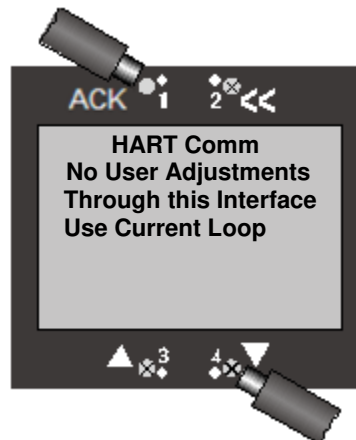 ACK 1 2 <<
HART Comm
No User Adjustments
Through this Interface
Use Current Loop
3 4